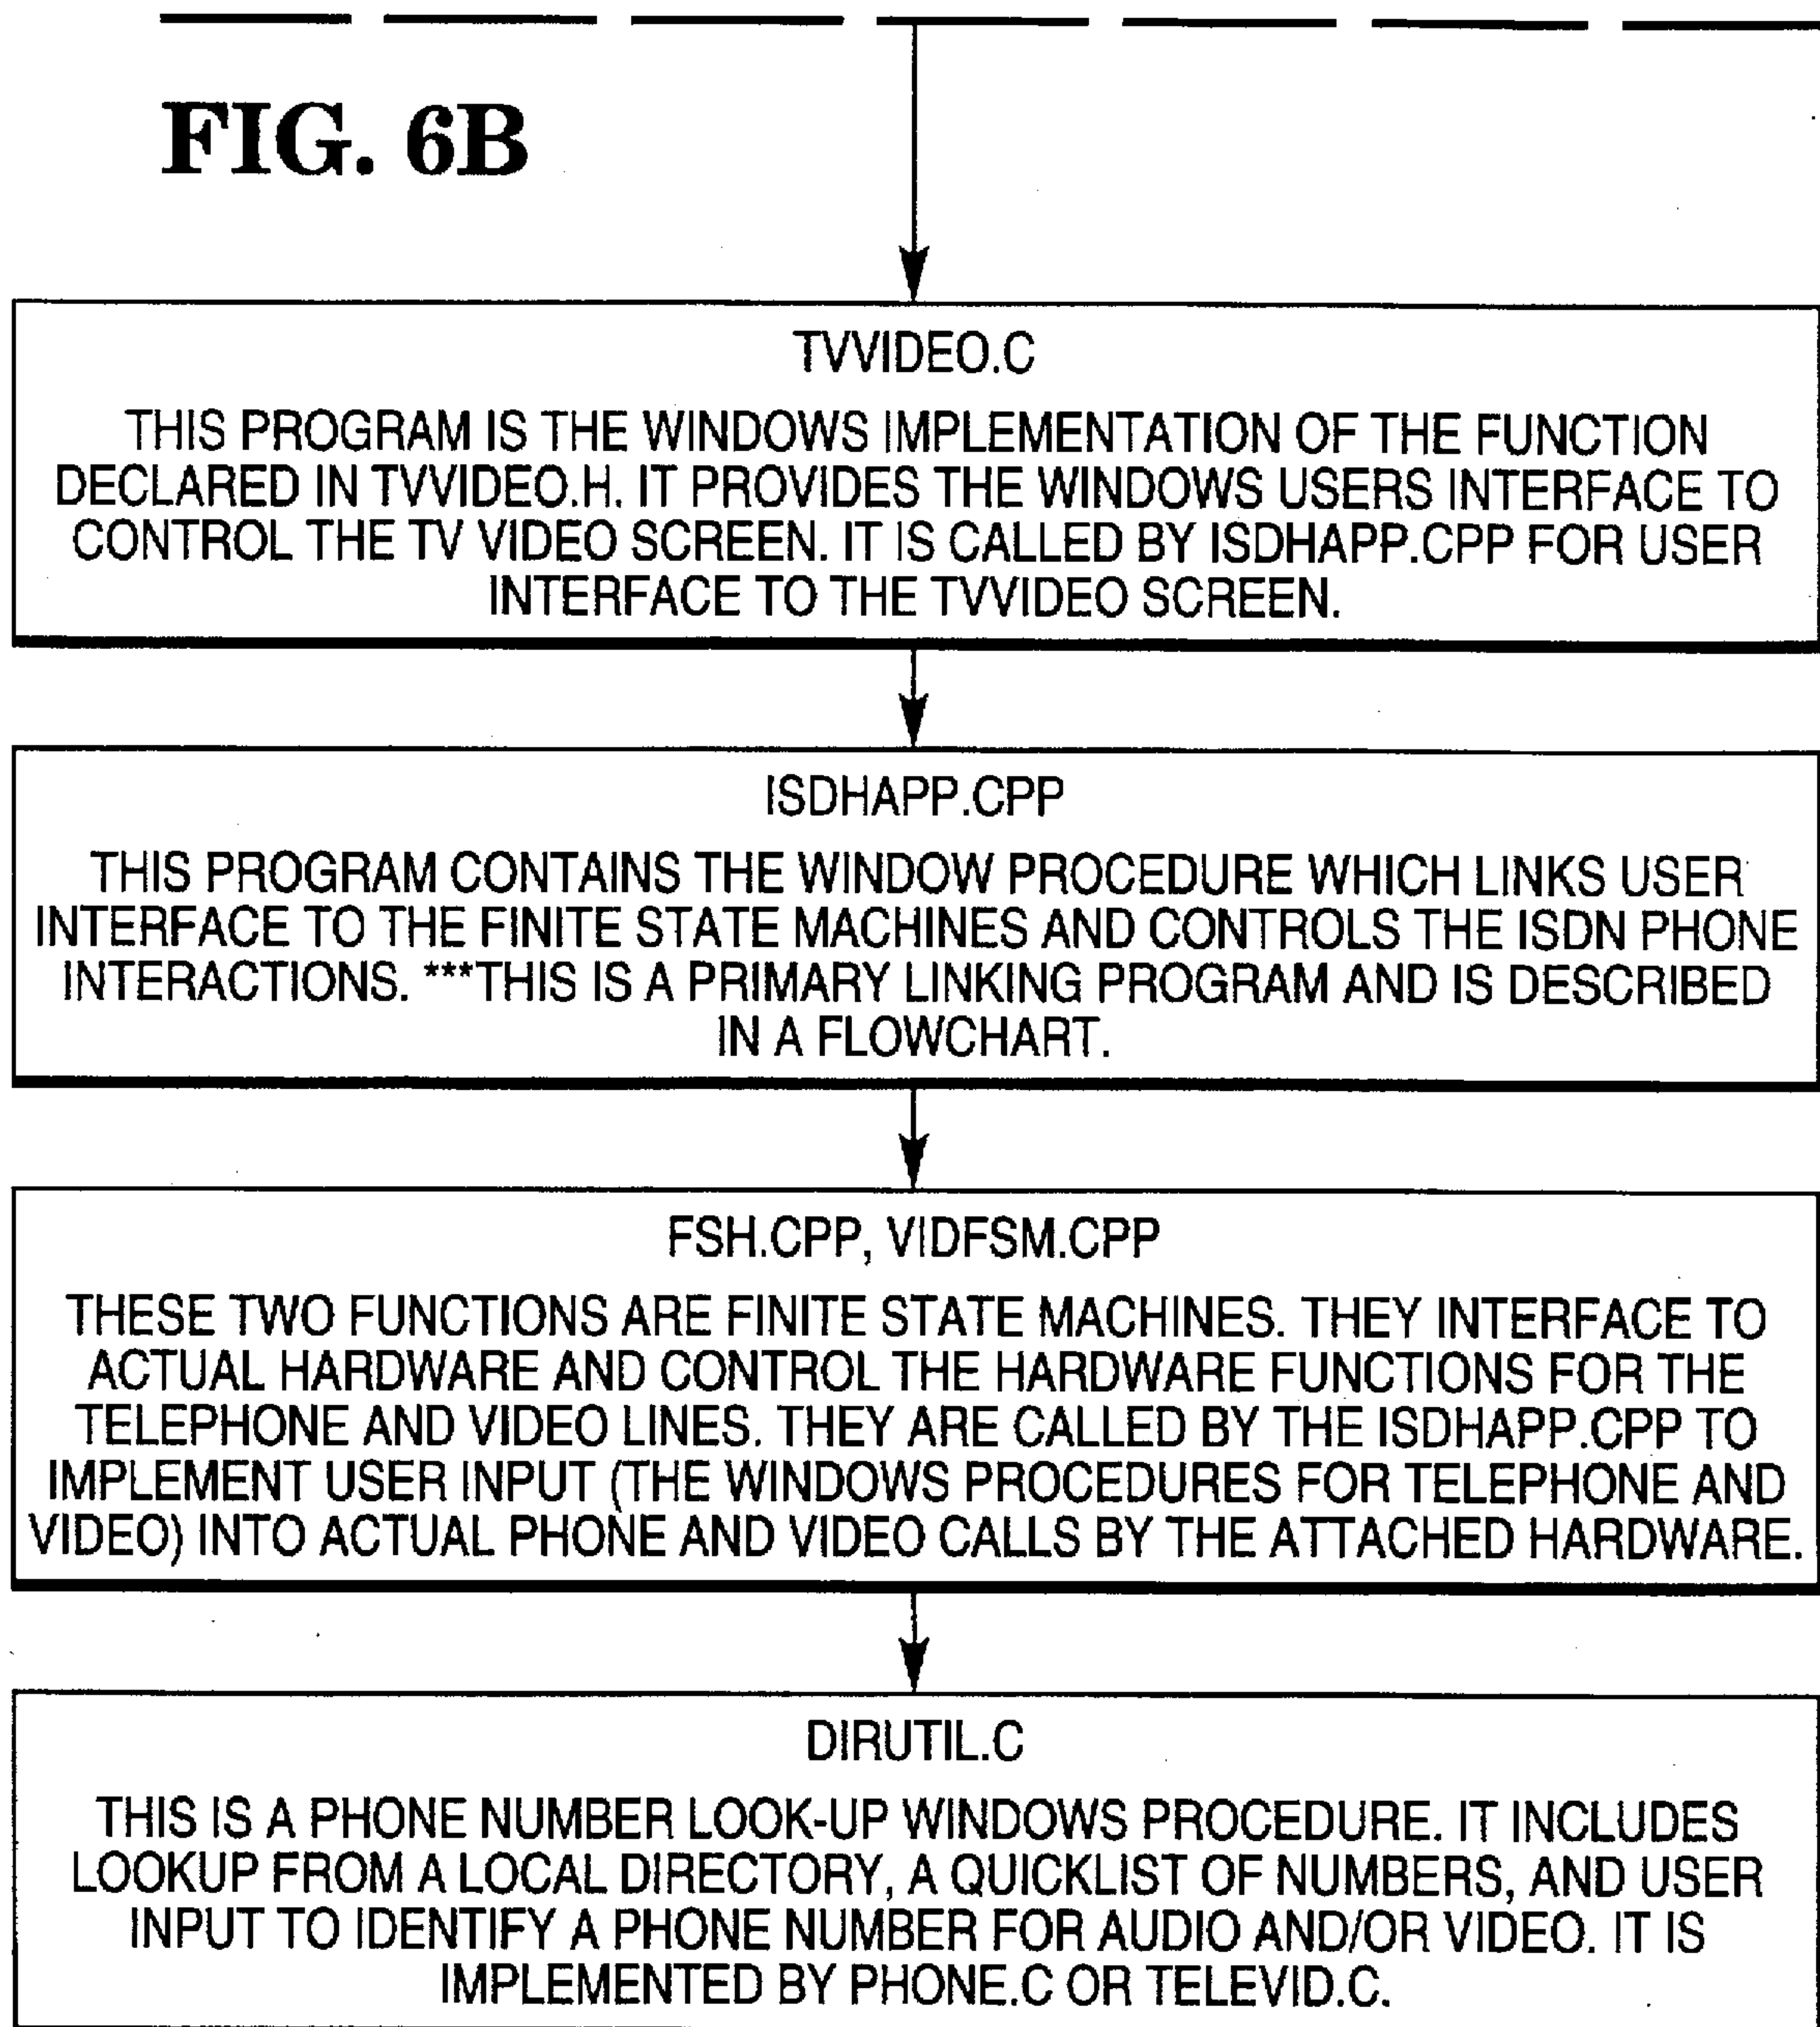 FIG. 6B
TVVIDEO.C
THIS PROGRAM IS THE WINDOWS IMPLEMENTATION OF THE FUNCTION
DECLARED IN TVVIDEO.H. IT PROVIDES THE WINDOWS USERS INTERFACE TO
CONTROL THE TV VIDEO SCREEN. IT IS CALLED BY ISDHAPP.CPP FOR USER
INTERFACE TO THE TVVIDEO SCREEN.
ISDHAPP.CPP
THIS PROGRAM CONTAINS THE WINDOW PROCEDURE WHICH LINKS USER
INTERFACE TO THE FINITE STATE MACHINES AND CONTROLS THE ISDN PHONE
INTERACTIONS. ***THIS IS A PRIMARY LINKING PROGRAM AND IS DESCRIBED
IN A FLOWCHART.
FSH.CPP, VIDFSM.CPP
THESE TWO FUNCTIONS ARE FINITE STATE MACHINES. THEY INTERFACE TO
ACTUAL HARDWARE AND CONTROL THE HARDWARE FUNCTIONS FOR THE
TELEPHONE AND VIDEO LINES. THEY ARE CALLED BY THE ISDHAPP.CPP TO
IMPLEMENT USER INPUT (THE WINDOWS PROCEDURES FOR TELEPHONE AND
VIDEO) INTO ACTUAL PHONE AND VIDEO CALLS BY THE ATTACHED HARDWARE.
DIRUTIL.C
THIS IS A PHONE NUMBER LOOK-UP WINDOWS PROCEDURE. IT INCLUDES
LOOKUP FROM A LOCAL DIRECTORY, A QUICKLIST OF NUMBERS, AND USER
INPUT TO IDENTIFY A PHONE NUMBER FOR AUDIO AND/OR VIDEO. IT IS
IMPLEMENTED BY PHONE.C OR TELEVID.C.